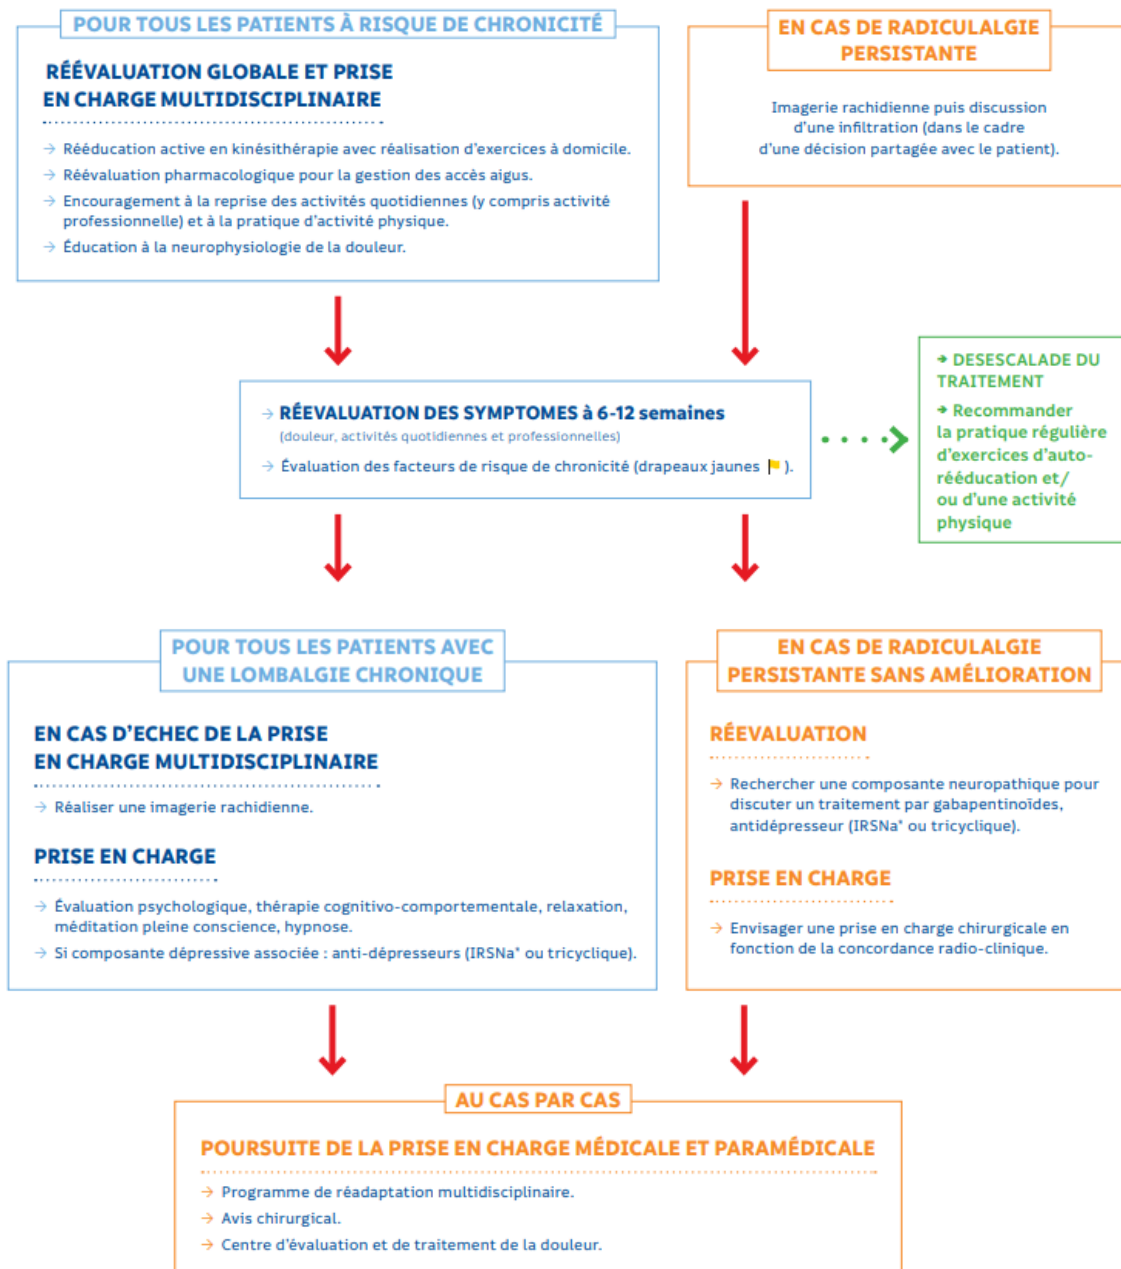 POUR TOUS LES PATIENTS À RISQUE DE CHRONICITÉ
RÉÉVALUATION GLOBALE ET PRISE
EN CHARGE MULTIDISCIPLINAIRE
→ Rééducation active en kinésithérapie avec réalisation d'exercices à domicile.
→ Réévaluation pharmacologique pour la gestion des accès aigus.
→ Encouragement à la reprise des activités quotidiennes (y compris activité
professionnelle) et à la pratique d'activité physique.
→ Éducation à la neurophysiologie de la douleur.
EN CAS DE RADICULALGIE
PERSISTANTE
Imagerie rachidienne puis discussion
d'une infiltration (dans le cadre
d'une décision partagée avec le patient).
→ RÉEVALUATION DES SYMPTOMES à 6-12 semaines
(douleur, activités quotidiennes et professionnelles)
→ Évaluation des facteurs de risque de chronicité (drapeaux jaunes ).
→ DESESCALADE DU
TRAITEMENT
→ Recommander
la pratique régulière
d'exercices d'auto-
rééducation et/
ou d'une activité
physique
POUR TOUS LES PATIENTS AVEC
UNE LOMBALGIE CHRONIQUE
EN CAS D'ECHEC DE LA PRISE
EN CHARGE MULTIDISCIPLINAIRE
→ Réaliser une imagerie rachidienne.
PRISE EN CHARGE
→ Évaluation psychologique, thérapie cognitivo-comportementale, relaxation,
méditation pleine conscience, hypnose.
→ Si composante dépressive associée : anti-dépresseurs (IRSNa* ou tricyclique).
EN CAS DE RADICULALGIE
PERSISTANTE SANS AMÉLIORATION
RÉEVALUATION
→ Rechercher une composante neuropathique pour
discuter un traitement par gabapentinoïdes,
antidépresseur (IRSNa* ou tricyclique).
PRISE EN CHARGE
→ Envisager une prise en charge chirurgicale en
fonction de la concordance radio-clinique.
AU CAS PAR CAS
POURSUITE DE LA PRISE EN CHARGE MÉDICALE ET PARAMÉDICALE
→ Programme de réadaptation multidisciplinaire.
→ Avis chirurgical.
→ Centre d'évaluation et de traitement de la douleur.